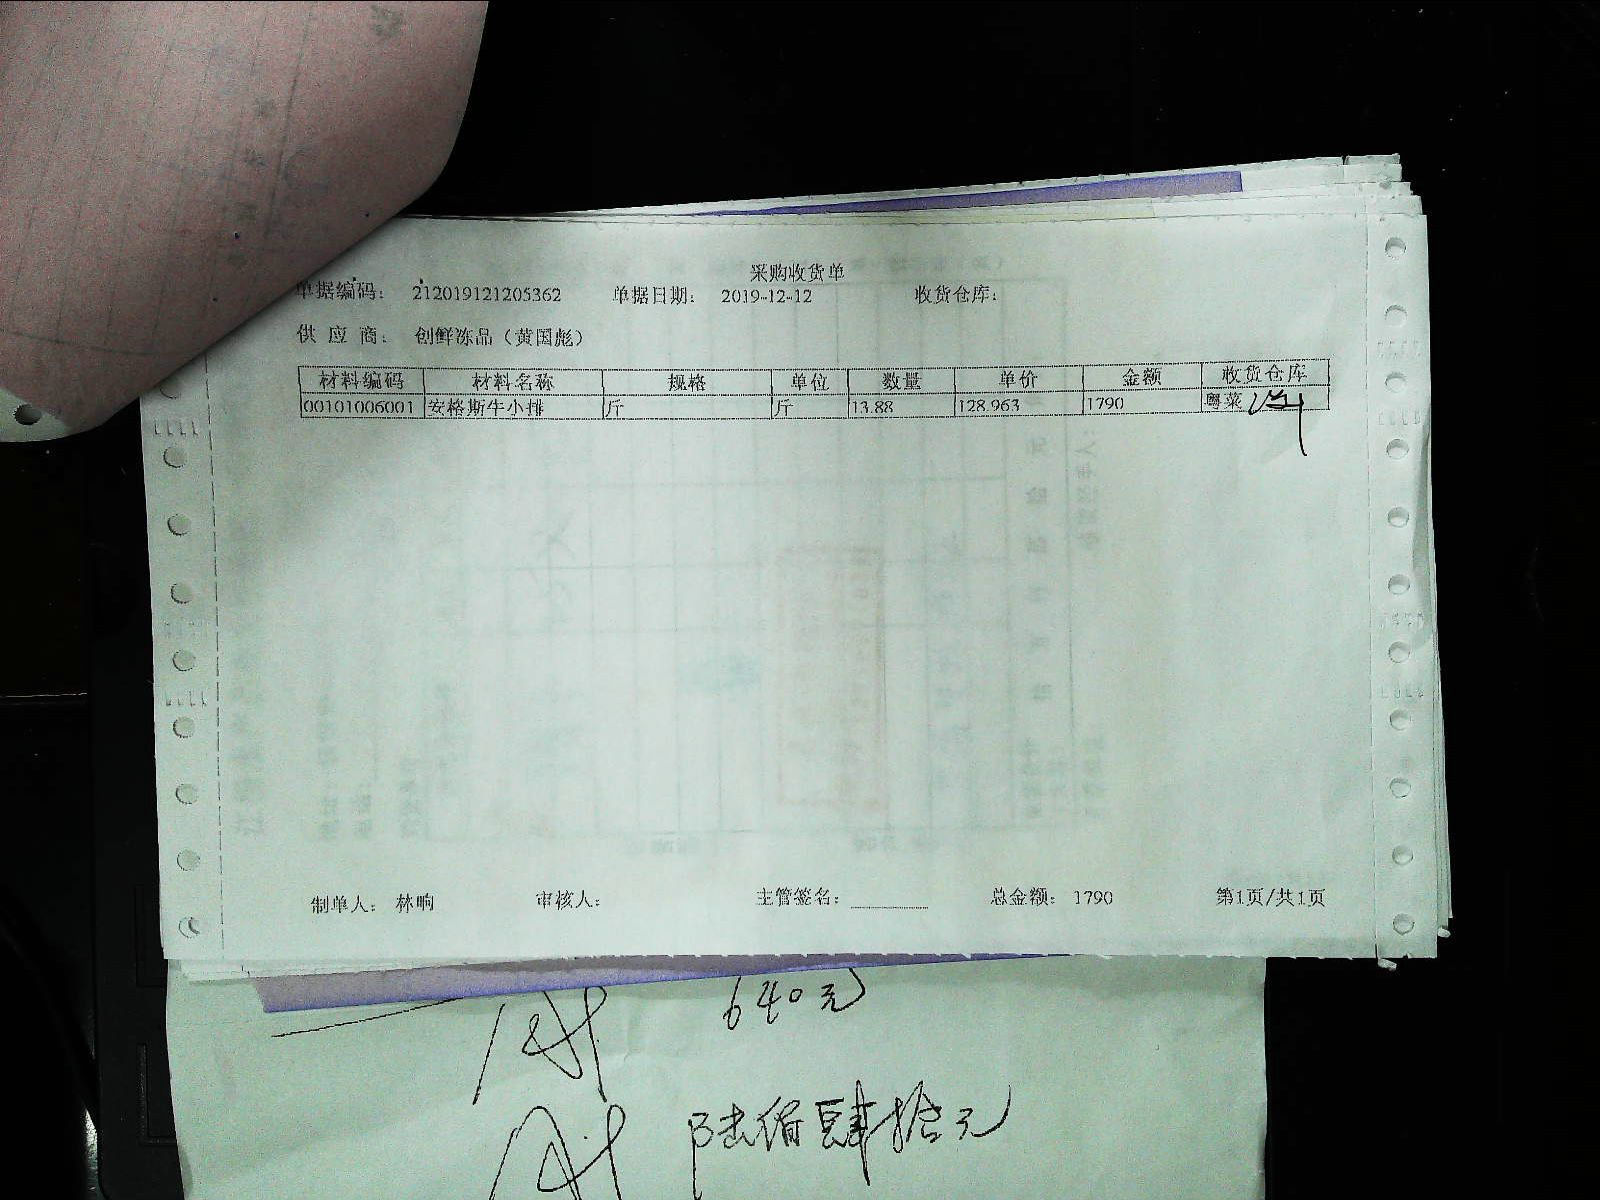 采购收货单
单据编码： 212019121205362 单据日期： 2019-12-12 收货仓库：
供 应 商： 创鲜冻品（黄国彪）
材料编码 材料名称 规格 单位 数量 单价 金额 收货仓库
00101006001 安格斯牛小排 斤 斤 13.88 128.963 1790 粤菜
制单人： 林响 审核人： 主管签名： 总金额： 1790 第1页/共1页
640元
陆佰肆拾元